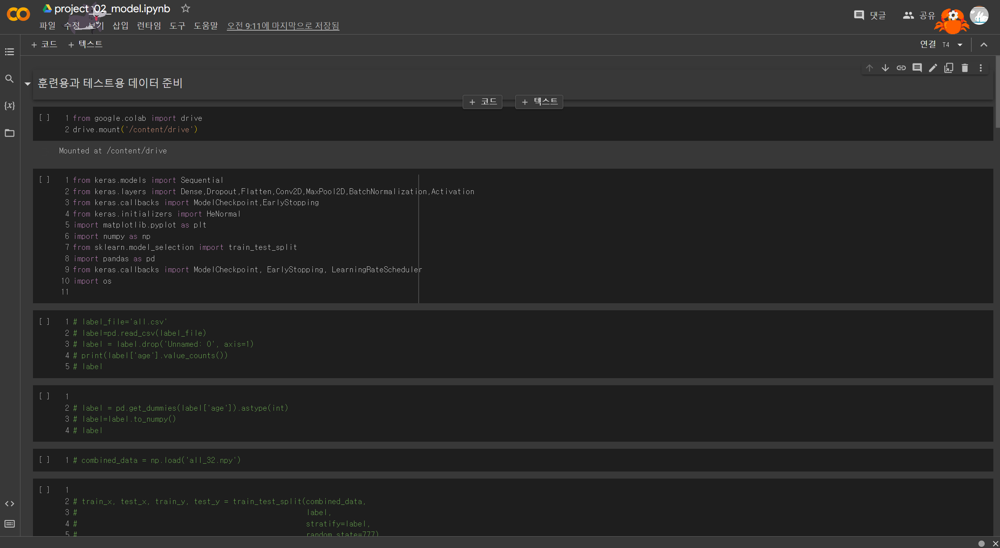 project_02_model.ipynb
파일 수정 보기 삽입 런타임 도구 도움말 오전 9:11에 마지막으로 저장됨
댓글 공유
+ 코드 + 텍스트
연결 T4
훈련용과 테스트용 데이터 준비
+ 코드 + 텍스트
[ ] 1 from google.colab import drive
2 drive.mount('/content/drive')
Mounted at /content/drive
[ ] 1 from keras.models import Sequential
2 from keras.layers import Dense,Dropout,Flatten,Conv2D,MaxPool2D,BatchNormalization,Activation
3 from keras.callbacks import ModelCheckpoint,EarlyStopping
4 from keras.initializers import HeNormal
5 import matplotlib.pyplot as plt
6 import numpy as np
7 from sklearn.model_selection import train_test_split
8 import pandas as pd
9 from keras.callbacks import ModelCheckpoint, EarlyStopping, LearningRateScheduler
10 import os
11
[ ] 1 # label_file='all.csv'
2 # label=pd.read_csv(label_file)
3 # label = label.drop('Unnamed: 0', axis=1)
4 # print(label['age'].value_counts())
5 # label
[ ] 1
2 # label = pd.get_dummies(label['age']).astype(int)
3 # label=label.to_numpy()
4 # label
[ ] 1 # combined_data = np.load('all_32.npy')
[ ] 1
2 # train_x, test_x, train_y, test_y = train_test_split(combined_data,
3 # label,
4 # stratify=label,
5 # random_state=777)